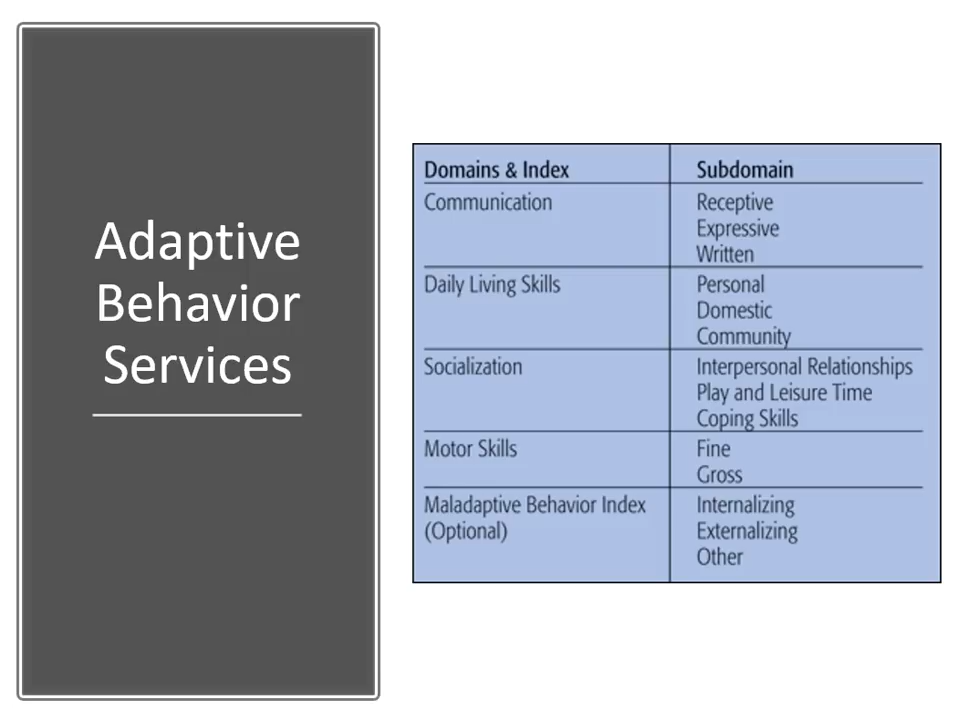 Adaptive
Behavior
Services
Domains & Index Subdomain
Communication Receptive
Expressive
Written
Daily Living Skills Personal
Domestic
Community
Socialization Interpersonal Relationships
Play and Leisure Time
Coping Skills
Motor Skills Fine
Gross
Maladaptive Behavior Index Internalizing
(Optional) Externalizing
Other